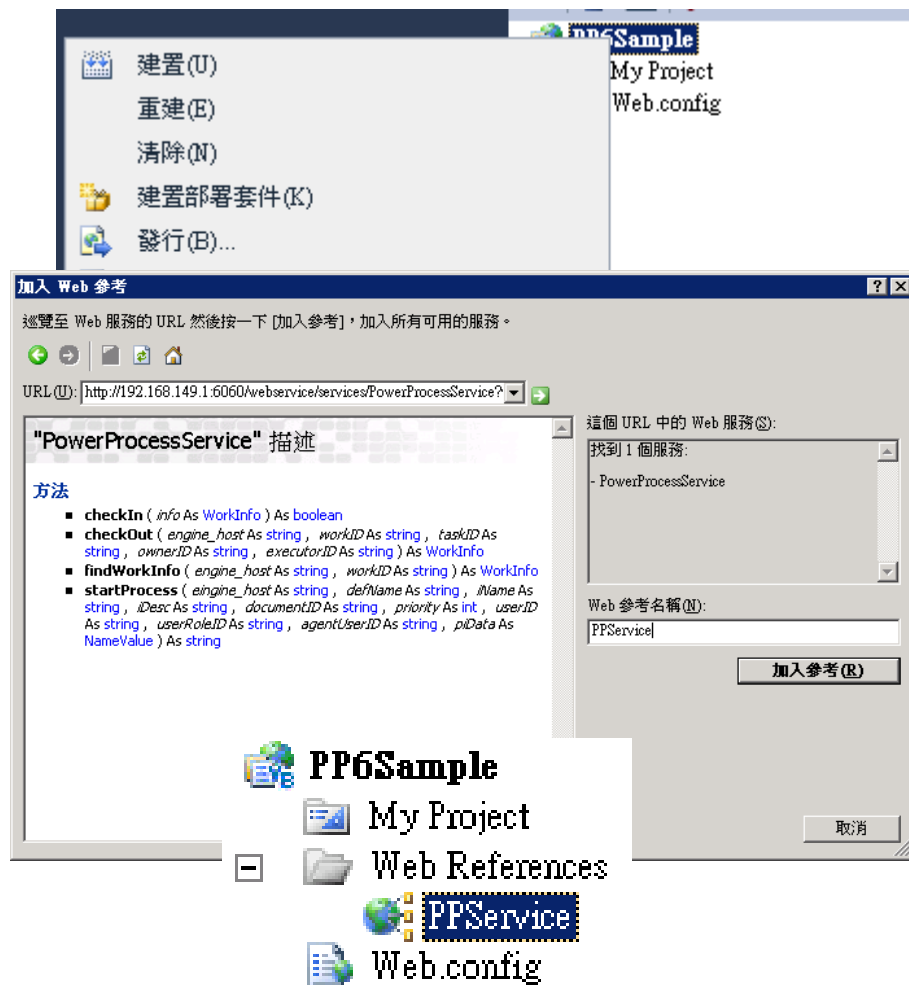 PP6Sample
My Project
Web.config
建置(U)
重建(E)
清除(N)
建置部署套件(K)
發行(B)...
加入 Web 參考
巡覽至 Web 服務的 URL 然後按一下 [加入參考]，加入所有可用的服務。
URL(U): http://192.168.149.1:6060/webservice/services/PowerProcessService?
"PowerProcessService" 描述
方法
checkIn ( info As WorkInfo ) As boolean
checkOut ( engine_host As string , workID As string , taskID As
string , ownerID As string , executorID As string ) As WorkInfo
findWorkInfo ( engine_host As string , workID As string ) As WorkInfo
startProcess ( eingine_host As string , defName As string , iName As
string , iDesc As string , documentID As string , priority As int , userID
As string , userRoleID As string , agentUserID As string , piData As
NameValue ) As string
這個 URL 中的 Web 服務(S):
找到 1 個服務:
- PowerProcessService
Web 參考名稱(N):
PPService
加入參考(R)
取消
PP6Sample
My Project
Web References
PPService
Web.config